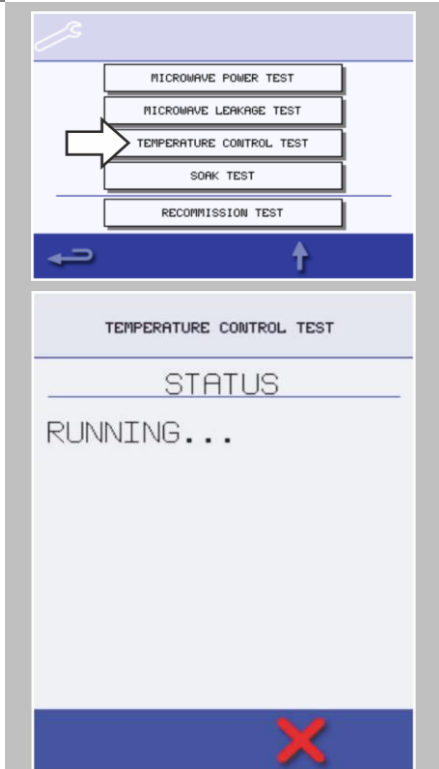 MICROWAVE POWER TEST
MICROWAVE LEAKAGE TEST
TEMPERATURE CONTROL TEST
SOAK TEST
RECOMMISSION TEST
TEMPERATURE CONTROL TEST
STATUS
RUNNING...